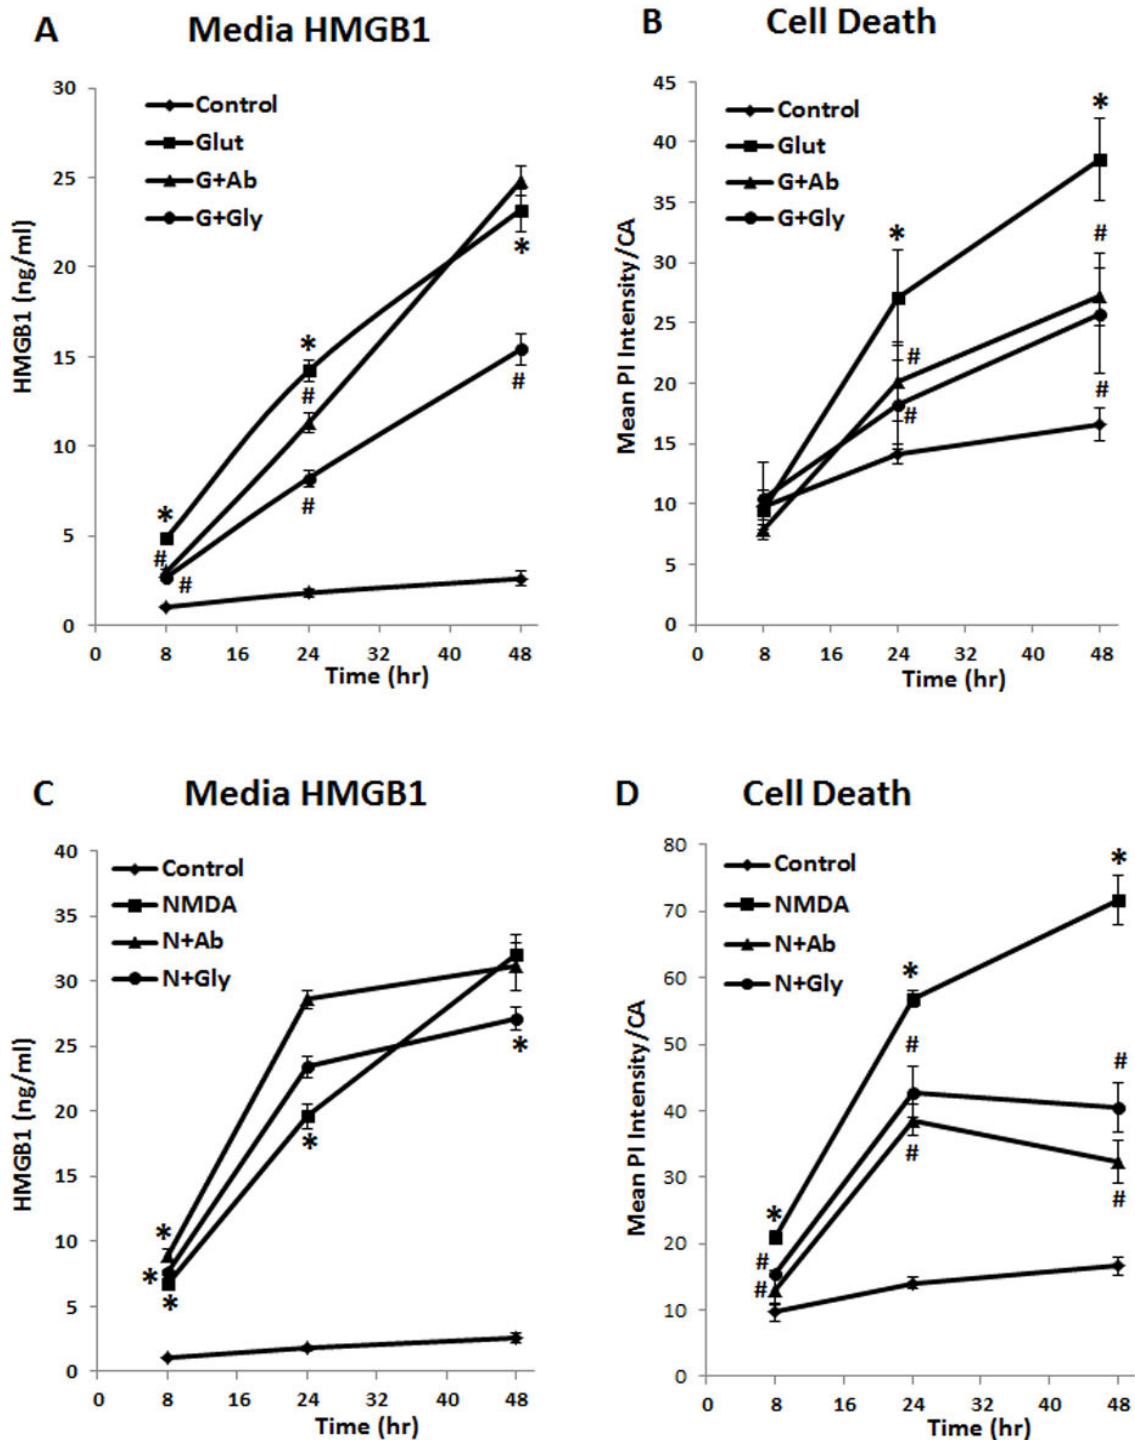 A Media HMGB1
30
25
20
15
10
5
0
HMGB1 (ng/ml)
Control
Glut
G+Ab
G+Gly
*
#
#
*
#
#
*
#
0 8 16 24 32 40 48
Time (hr)
B Cell Death
45
40
35
30
25
20
15
10
5
0
Mean PI Intensity/CA
Control
Glut
G+Ab
G+Gly
*
#
#
*
#
#
0 8 16 24 32 40 48
Time (hr)
C Media HMGB1
40
35
30
25
20
15
10
5
0
HMGB1 (ng/ml)
Control
NMDA
N+Ab
N+Gly
*
*
*
*
*
0 8 16 24 32 40 48
Time (hr)
D Cell Death
80
70
60
50
40
30
20
10
0
Mean PI Intensity/CA
Control
NMDA
N+Ab
N+Gly
*
#
#
*
#
#
*
#
#
0 8 16 24 32 40 48
Time (hr)